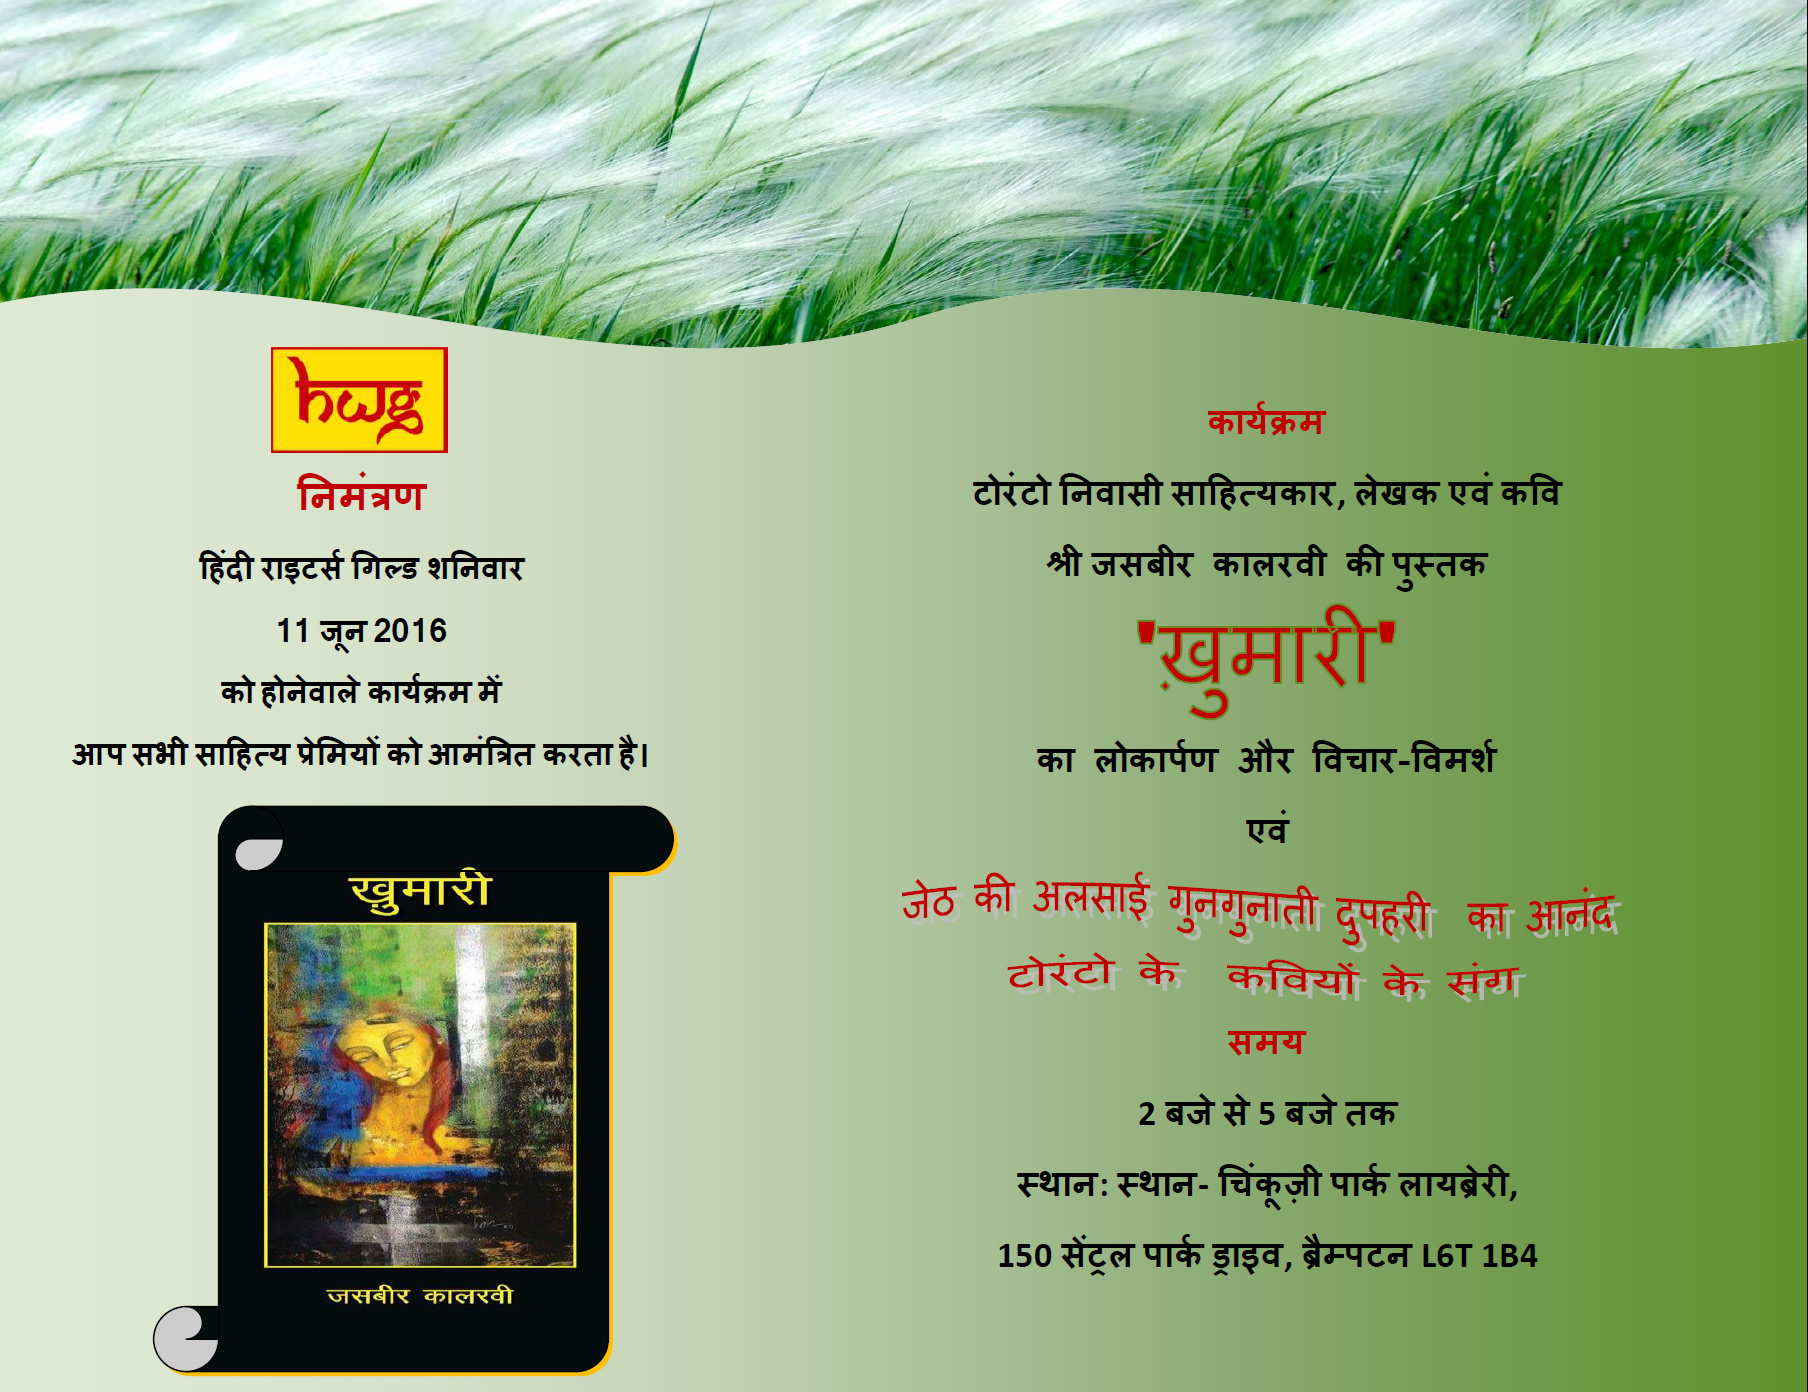 hwg
निमंत्रण
हिंदी राइटर्स गिल्ड शनिवार
11 जून 2016
को होनेवाले कार्यक्रम में
आप सभी साहित्य प्रेमियों को आमंत्रित करता है।
ख़ुमारी
जसबीर कालरवी
कार्यक्रम
टोरंटो निवासी साहित्यकार, लेखक एवं कवि
श्री जसबीर कालरवी की पुस्तक
'ख़ुमारी'
का लोकार्पण और विचार-विमर्श
एवं
जेठ की अलसाई गुनगुनाती दुपहरी का आनंद
टोरंटो के कवियों के संग
समय
2 बजे से 5 बजे तक
स्थान: स्थान- चिंकूज़ी पार्क लायब्रेरी,
150 सेंट्रल पार्क ड्राइव, ब्रैम्पटन L6T 1B4